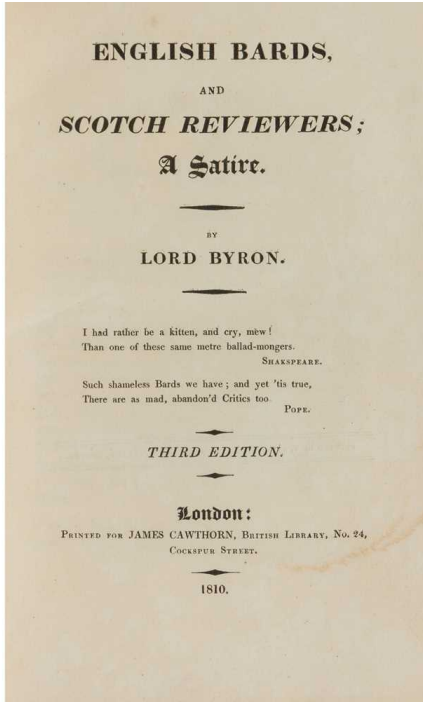 ENGLISH BARDS,
AND
SCOTCH REVIEWERS;
A Satire.
BY
LORD BYRON.
I had rather be a kitten, and cry, mew!
Than one of these same metre ballad-mongers.
SHAKSPEARE.
Such shameless Bards we have; and yet 'tis true,
There are as mad, abandon'd Critics too.
POPE.
THIRD EDITION.
London:
PRINTED FOR JAMES CAWTHORN, BRITISH LIBRARY, No. 24,
COCKSPUR STREET.
1810.